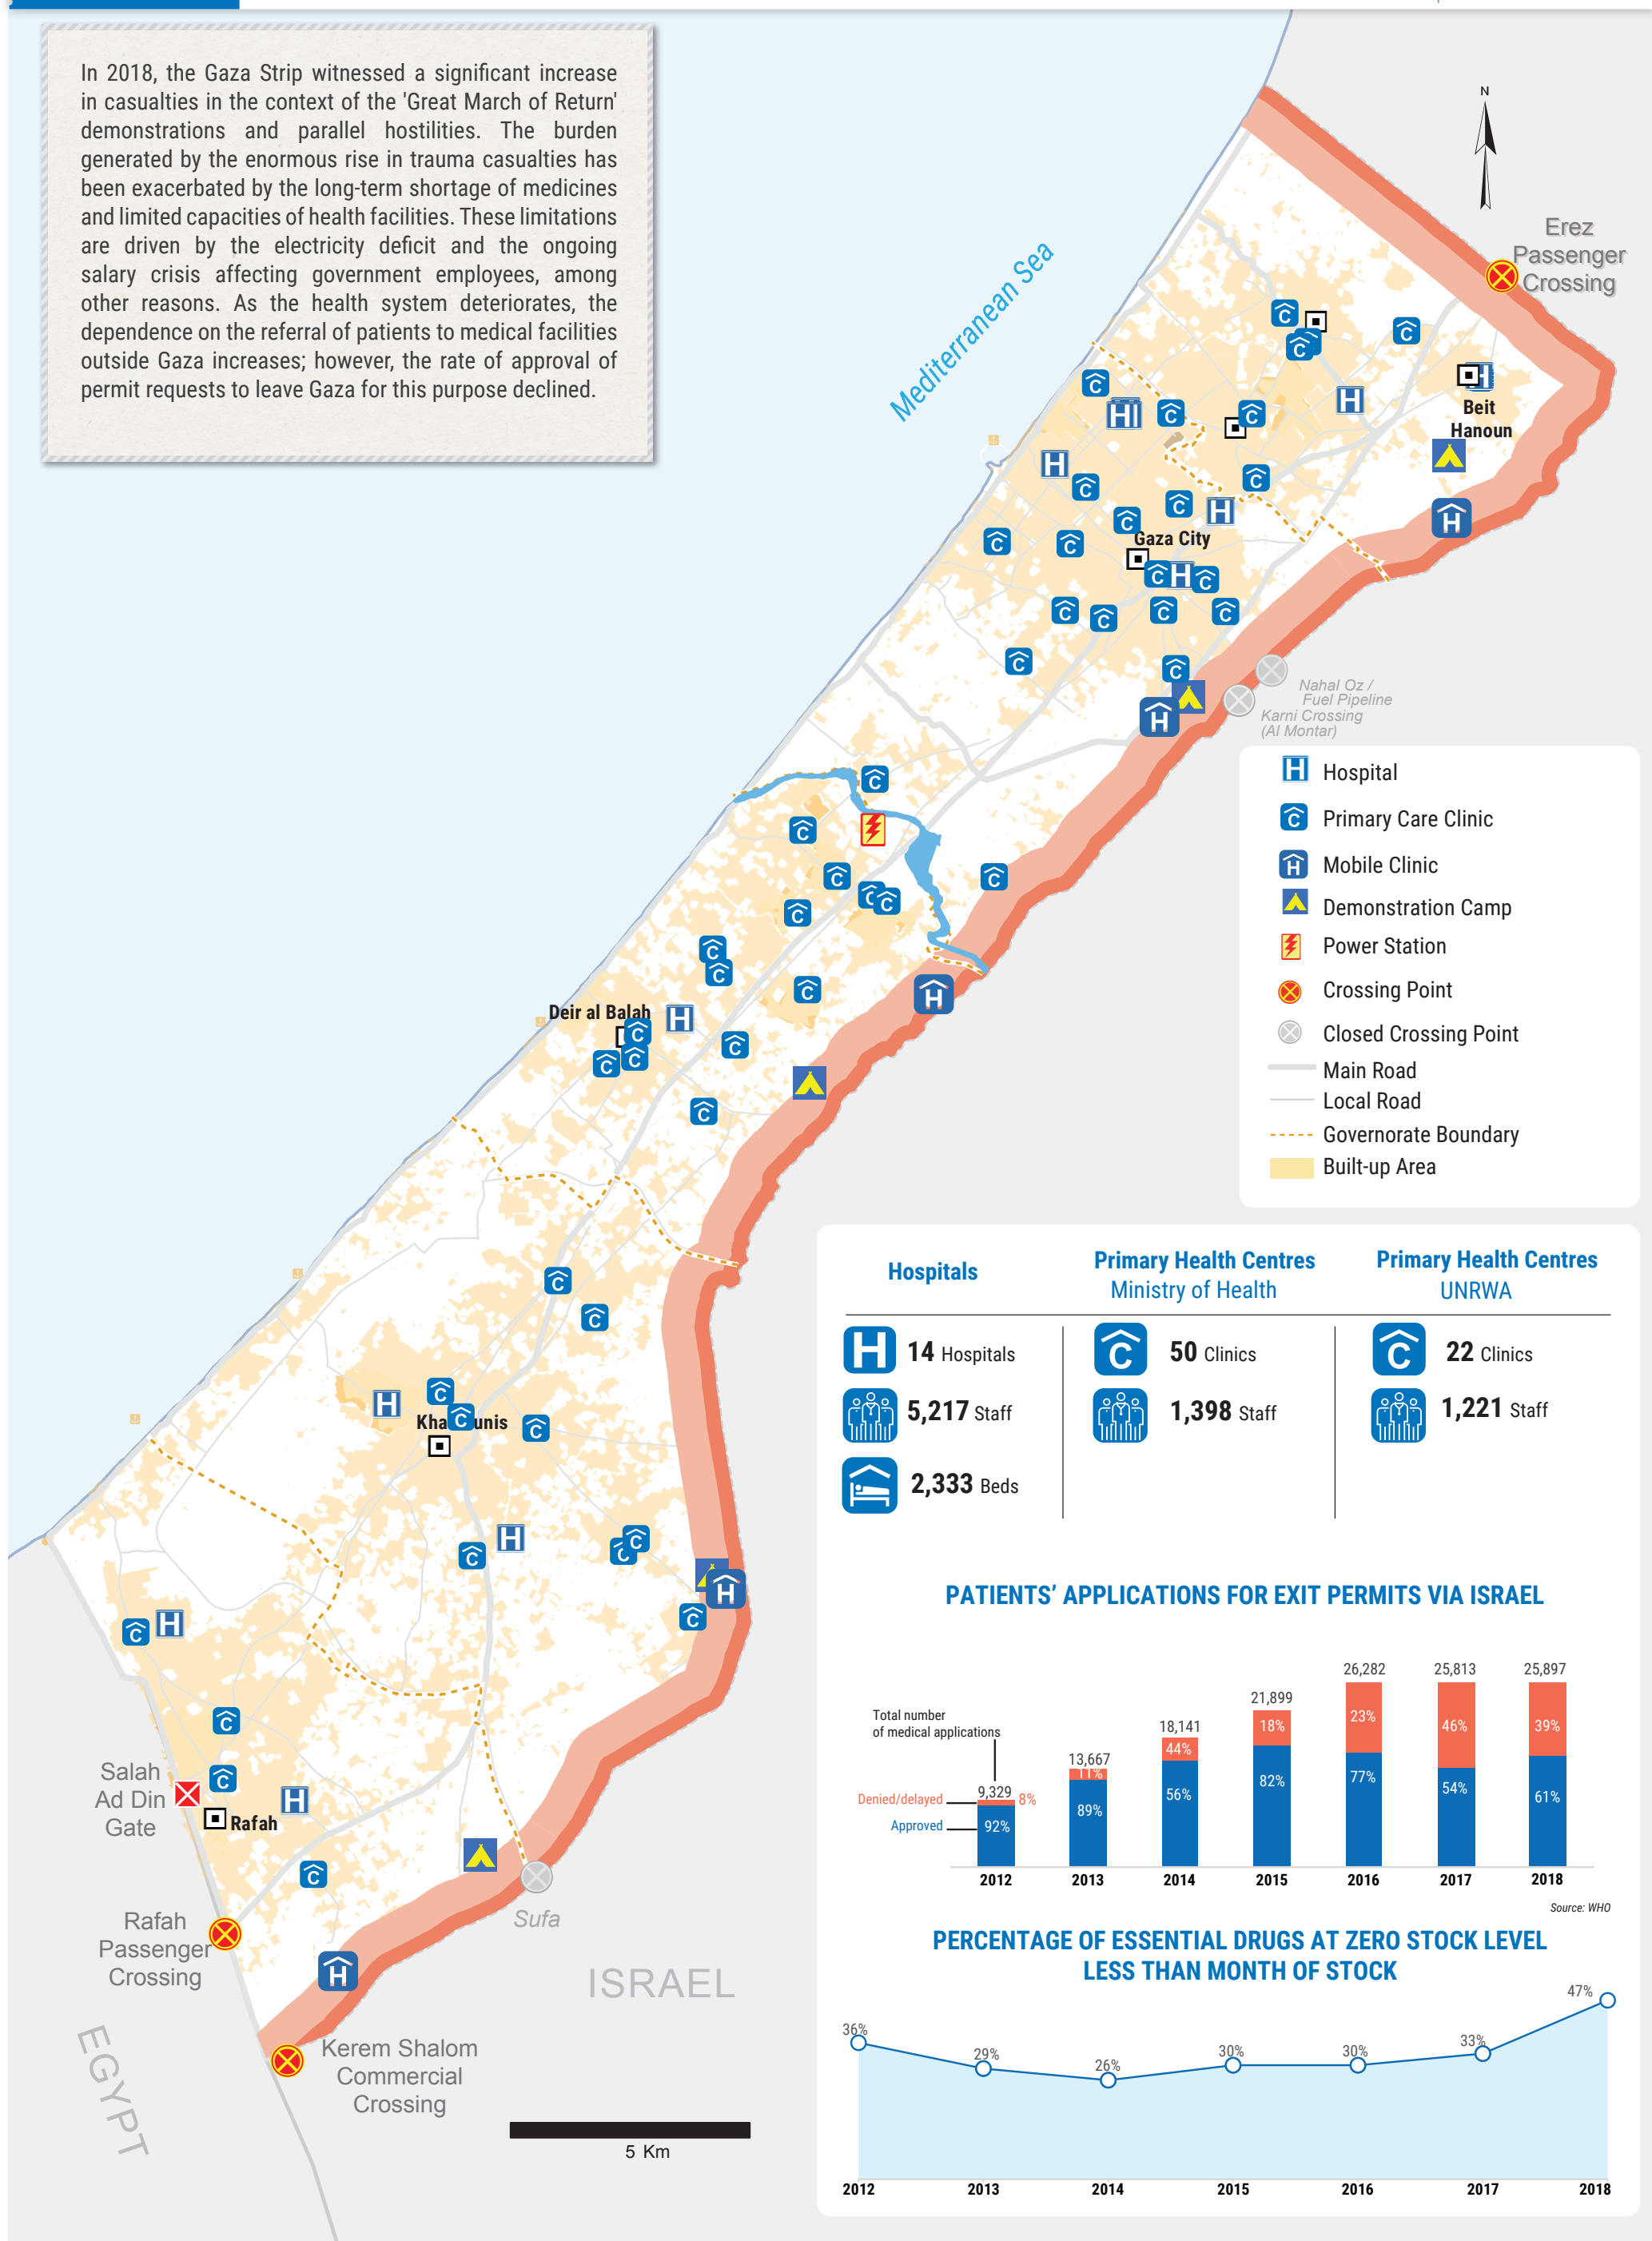 In 2018, the Gaza Strip witnessed a significant increase
in casualties in the context of the 'Great March of Return'
demonstrations and parallel hostilities. The burden
generated by the enormous rise in trauma casualties has
been exacerbated by the long-term shortage of medicines
and limited capacities of health facilities. These limitations
are driven by the electricity deficit and the ongoing
salary crisis affecting government employees, among
other reasons. As the health system deteriorates, the
dependence on the referral of patients to medical facilities
outside Gaza increases; however, the rate of approval of
permit requests to leave Gaza for this purpose declined.
N
Erez
Passenger
Crossing
Mediterranean Sea
Beit
Hanoun
Gaza City
Nahal Oz /
Fuel Pipeline
Karni Crossing
(Al Montar)
Deir al Balah
Kha unis
Salah
Ad Din
Gate
Rafah
Rafah
Passenger
Crossing
Sufa
ISRAEL
EGYPT
Kerem Shalom
Commercial
Crossing
5 Km
H Hospital
C Primary Care Clinic
H Mobile Clinic
Demonstration Camp
Power Station
Crossing Point
Closed Crossing Point
Main Road
Local Road
Governorate Boundary
Built-up Area
Hospitals
H 14 Hospitals
5,217 Staff
2,333 Beds
Primary Health Centres
Ministry of Health
C 50 Clinics
1,398 Staff
Primary Health Centres
UNRWA
C 22 Clinics
1,221 Staff
PATIENTS' APPLICATIONS FOR EXIT PERMITS VIA ISRAEL
Total number
of medical applications
Denied/delayed
Approved
9,329 13,667 18,141 21,899 26,282 25,813 25,897
8% 11% 44% 18% 23% 46% 39%
92% 89% 56% 82% 77% 54% 61%
2012 2013 2014 2015 2016 2017 2018
Source: WHO
PERCENTAGE OF ESSENTIAL DRUGS AT ZERO STOCK LEVEL
LESS THAN MONTH OF STOCK
36% 29% 26% 30% 30% 33% 47%
2012 2013 2014 2015 2016 2017 2018